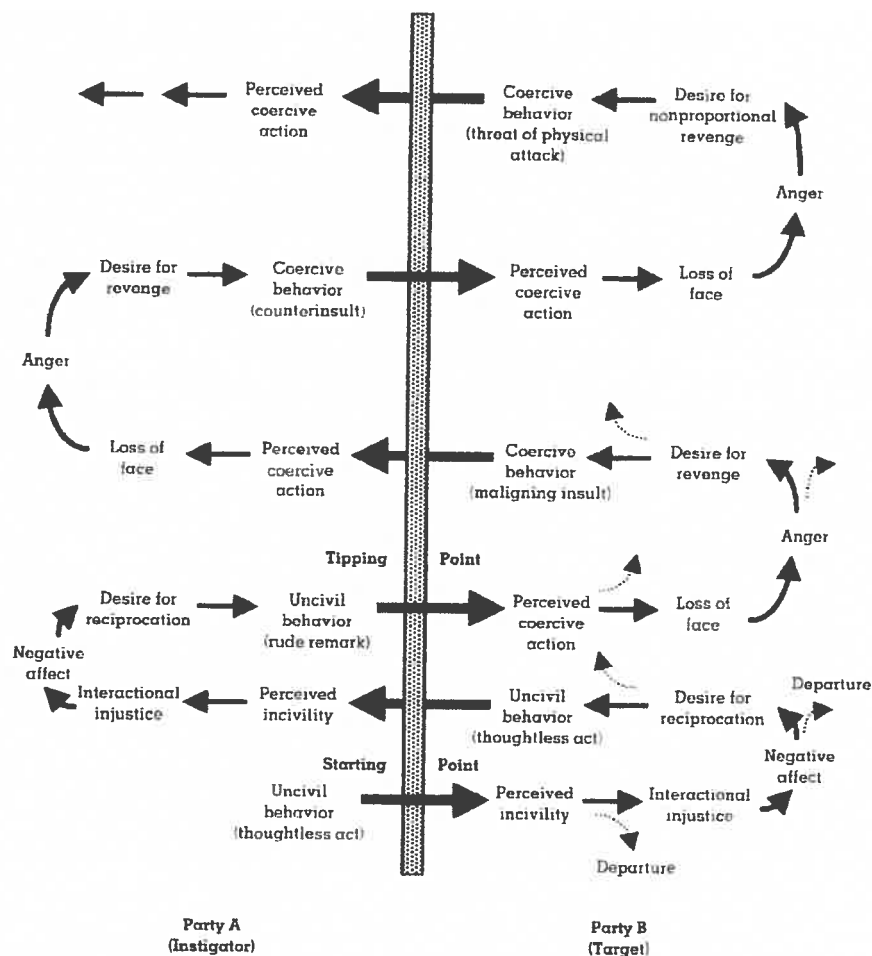 Perceived
coercive
action
Coercive
behavior
(threat of physical
attack)
Desire for
nonproportional
revenge
Anger
Desire for
revenge
Coercive
behavior
(counterinsult)
Perceived
coercive
action
Loss of
face
Anger
Loss of
face
Perceived
coercive
action
Coercive
behavior
(maligning insult)
Desire for
revenge
Anger
Tipping Point
Desire for
reciprocation
Uncivil
behavior
(rude remark)
Perceived
coercive
action
Loss of
face
Negative
affect
Interactional
injustice
Perceived
incivility
Uncivil
behavior
(thoughtless act)
Desire for
reciprocation
Departure
Negative
affect
Starting Point
Uncivil
behavior
(thoughtless act)
Perceived
incivility
Interactional
injustice
Departure
Party A
(Instigator)
Party B
(Target)